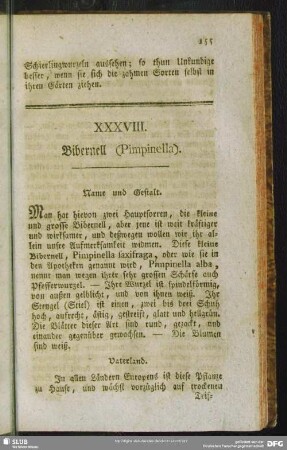 155
Schierlingwurzeln aussehen; so thun Unkundige
besser, wenn sie sich die zahmen Sorten selbst in
ihren Gärten ziehen.
XXXVIII.
Bibernell (Pimpinella).
Name und Gestalt.
Man hat hievon zwei Hauptsorten, die kleine
und grosse Bibernell, aber jene ist weit kräftiger
und wirksamer, und deßwegen wollen wir ihr al-
lein unsre Aufmerksamkeit widmen. Diese kleine
Bibernell, Pimpinella saxifraga, oder wie sie in
den Apotheken genannt wird, Pimpinella alba,
nennt man wegen ihrer sehr grossen Schärfe auch
Pfefferwurzel. — Ihre Wurzel ist spindelförmig,
von aussen gelblicht, und von innen weiß. Ihr
Stengel (Stiel) ist einen, zwei bis drei Schuh
hoch, aufrecht, ästig, gestreift, glatt und hellgrün.
Die Blätter dieser Art sind rund, gezackt, und
einander gegenüber gewachsen. — Die Blumen
sind weiß.
Vaterland.
In allen Ländern Europens ist diese Pflanze
zu Hause, und wächst vorzüglich auf trockenen
SLUB
DFG